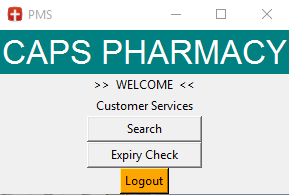 PMS
CAPS PHARMACY
>> WELCOME <<
Customer Services
Search
Expiry Check
Logout